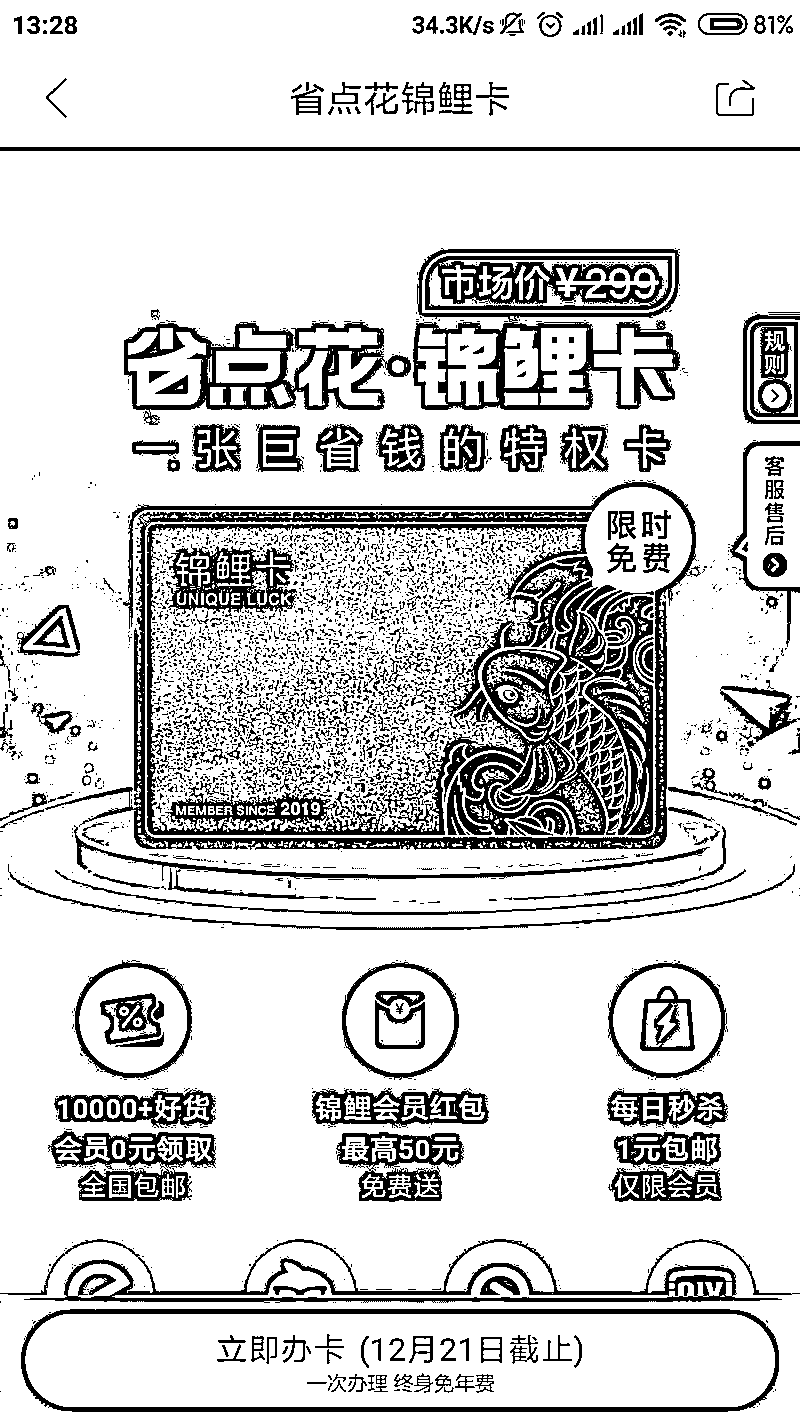 13:28 34.3K/s 81%
省点花锦鲤卡
市场价¥299
省点花·锦鲤卡
一张巨省钱的特权卡
规则
客服售后
限时
免费
锦鲤卡
UNIQUE LUCK
MEMBER SINCE 2019
10000+好货
会员0元领取
全国包邮
锦鲤会员红包
最高50元
免费送
每日秒杀
1元包邮
仅限会员
立即办卡 (12月21日截止)
一次办理 终身免年费